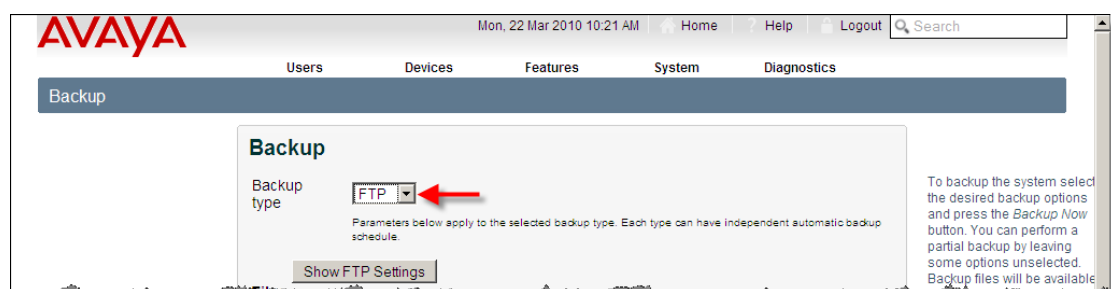 AVAYA
Mon, 22 Mar 2010 10:21 AM Home ? Help Logout Search
Users Devices Features System Diagnostics
Backup
Backup
Backup type FTP
Parameters below apply to the selected backup type. Each type can have independent automatic backup
schedule.
Show FTP Settings
To backup the system select
the desired backup options
and press the Backup Now
button. You can perform a
partial backup by leaving
some options unselected.
Backup files will be available